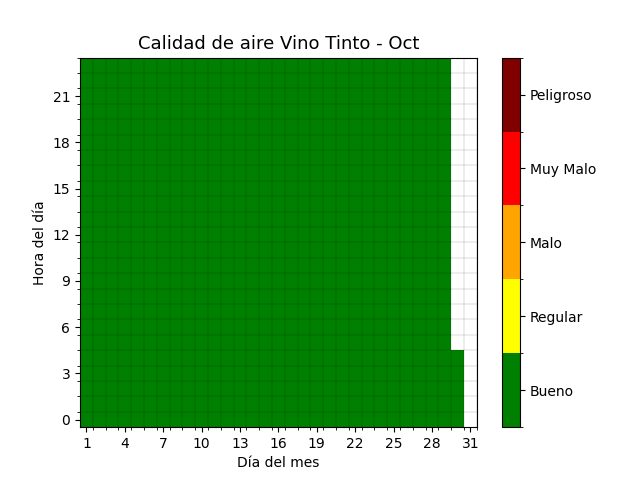 Calidad de aire Vino Tinto - Oct
Peligroso
Muy Malo
Malo
Regular
Bueno
Hora del día
21
18
15
12
9
6
3
0
1 4 7 10 13 16 19 22 25 28 31
Día del mes